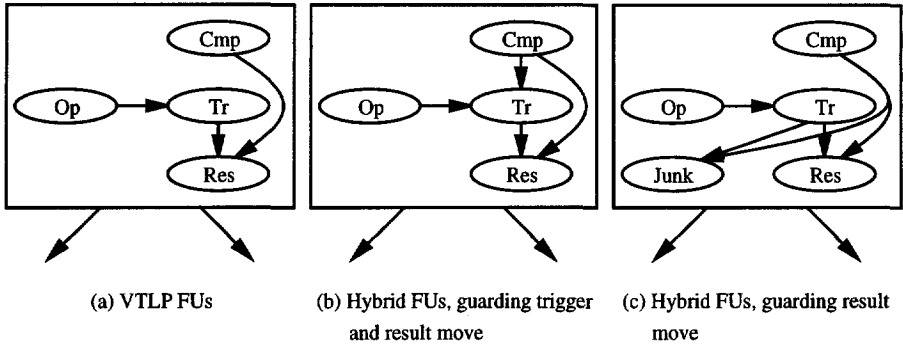 Cmp
Op
Tr
Res
Cmp
Op
Tr
Res
Cmp
Op
Tr
Junk
Res
(a) VTLP FUs
(b) Hybrid FUs, guarding trigger
and result move
(c) Hybrid FUs, guarding result
move